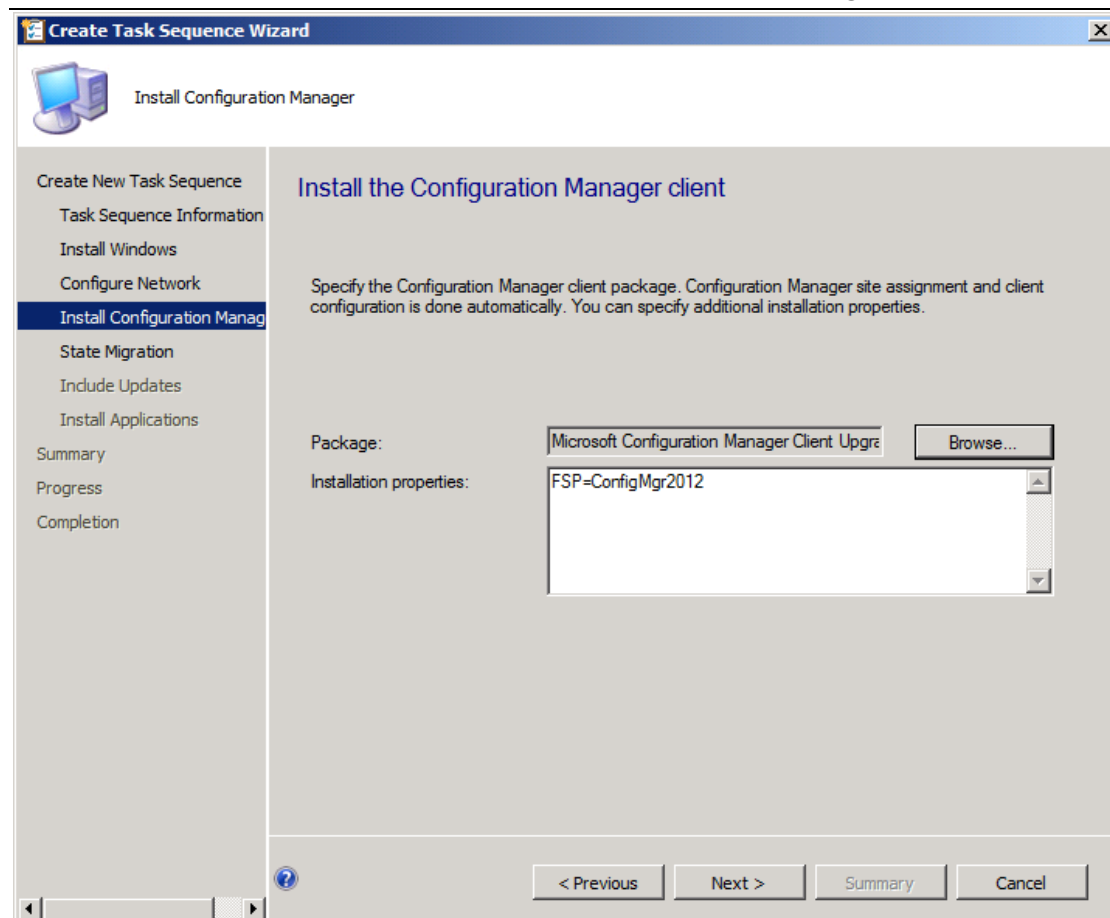 Create Task Sequence Wizard
Install Configuration Manager
Create New Task Sequence
Task Sequence Information
Install Windows
Configure Network
Install Configuration Manag
State Migration
Include Updates
Install Applications
Summary
Progress
Completion
Install the Configuration Manager client
Specify the Configuration Manager client package. Configuration Manager site assignment and client
configuration is done automatically. You can specify additional installation properties.
Package:
Microsoft Configuration Manager Client Upgra
Browse...
Installation properties:
FSP=ConfigMgr2012
< Previous
Next >
Summary
Cancel